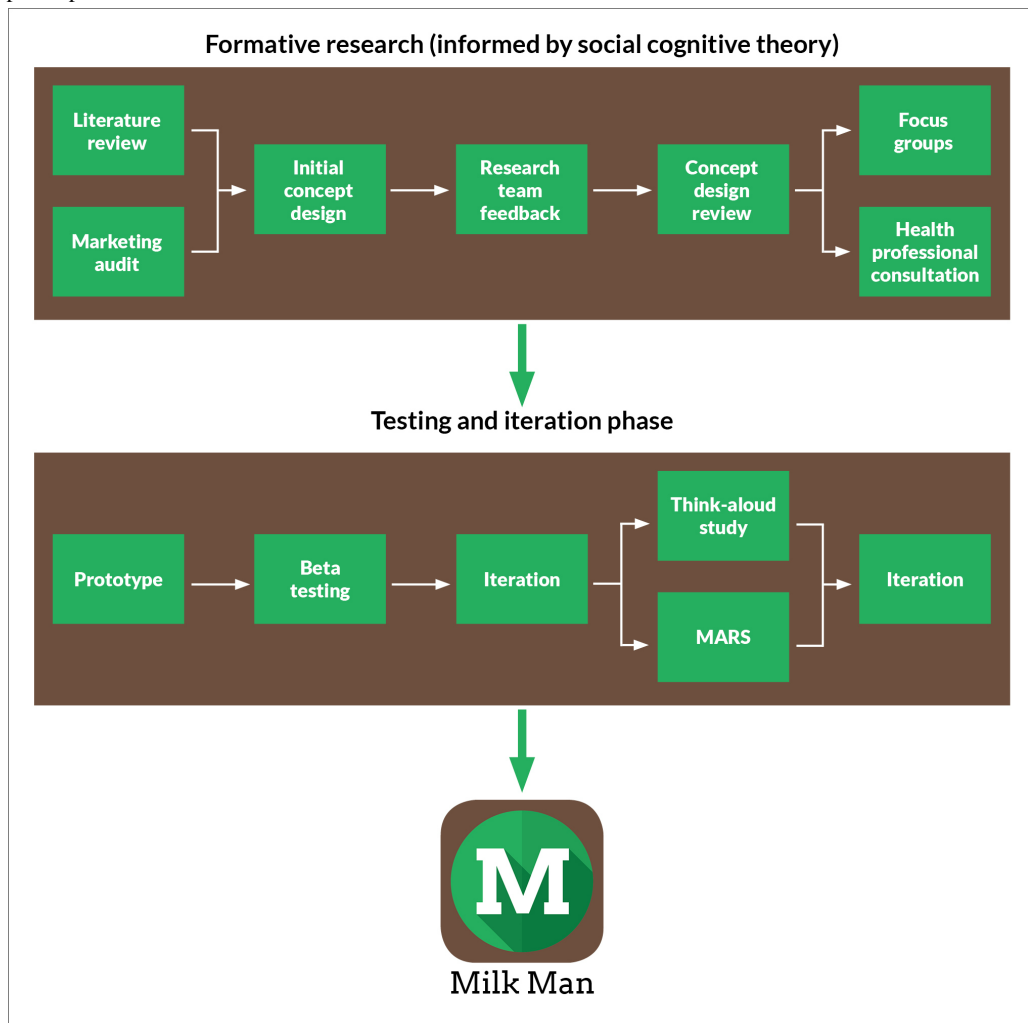 Formative research (informed by social cognitive theory)
Literature
review
Marketing
audit
Initial
concept
design
Research
team
feedback
Concept
design
review
Focus
groups
Health
professional
consultation
Testing and iteration phase
Prototype
Beta
testing
Iteration
Think-aloud
study
MARS
Iteration
M
Milk Man